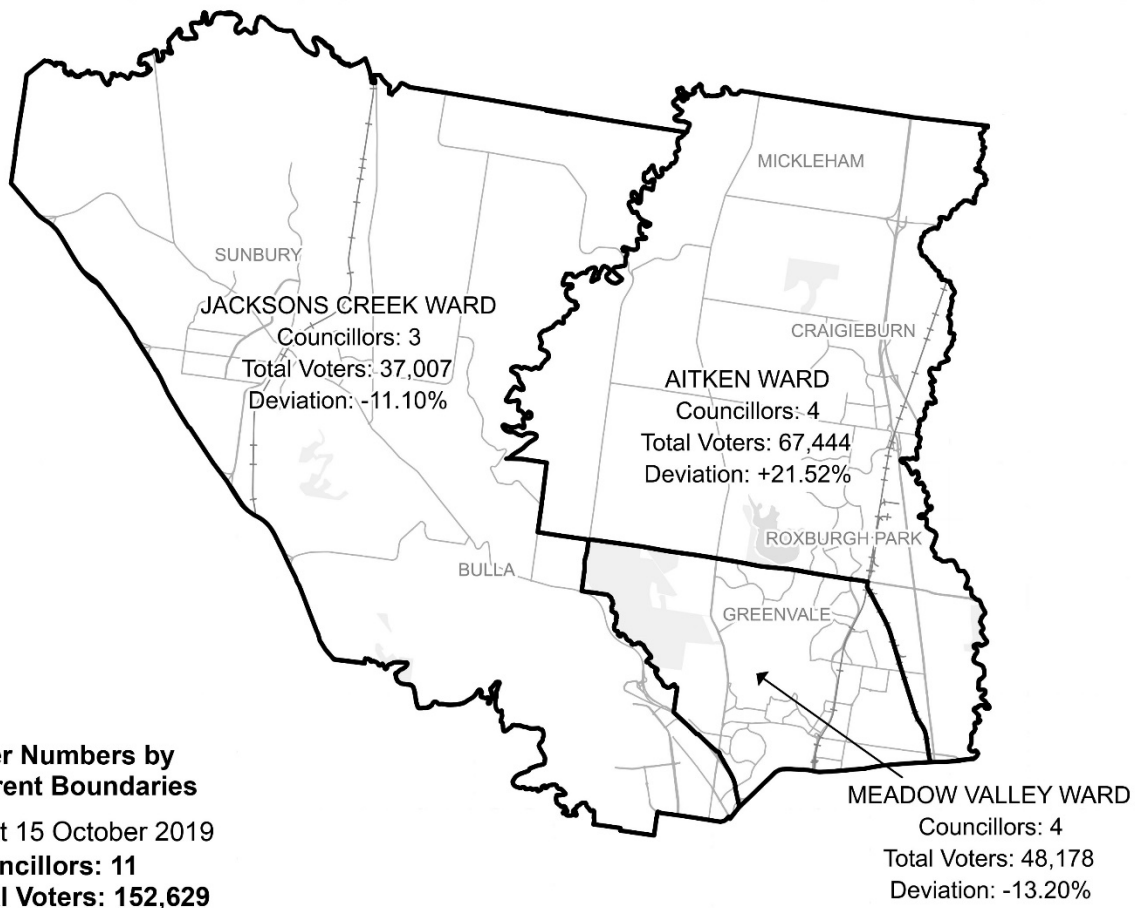 MICKLEHAM
SUNBURY
JACKSONS CREEK WARD
Councillors: 3
Total Voters: 37,007
Deviation: -11.10%
CRAIGIEBURN
AITKEN WARD
Councillors: 4
Total Voters: 67,444
Deviation: +21.52%
ROXBURGH PARK
BULLA
GREENVALE
MEADOW VALLEY WARD
Councillors: 4
Total Voters: 48,178
Deviation: -13.20%
er Numbers by
rent Boundaries
t 15 October 2019
ncillors: 11
l Voters: 152,629